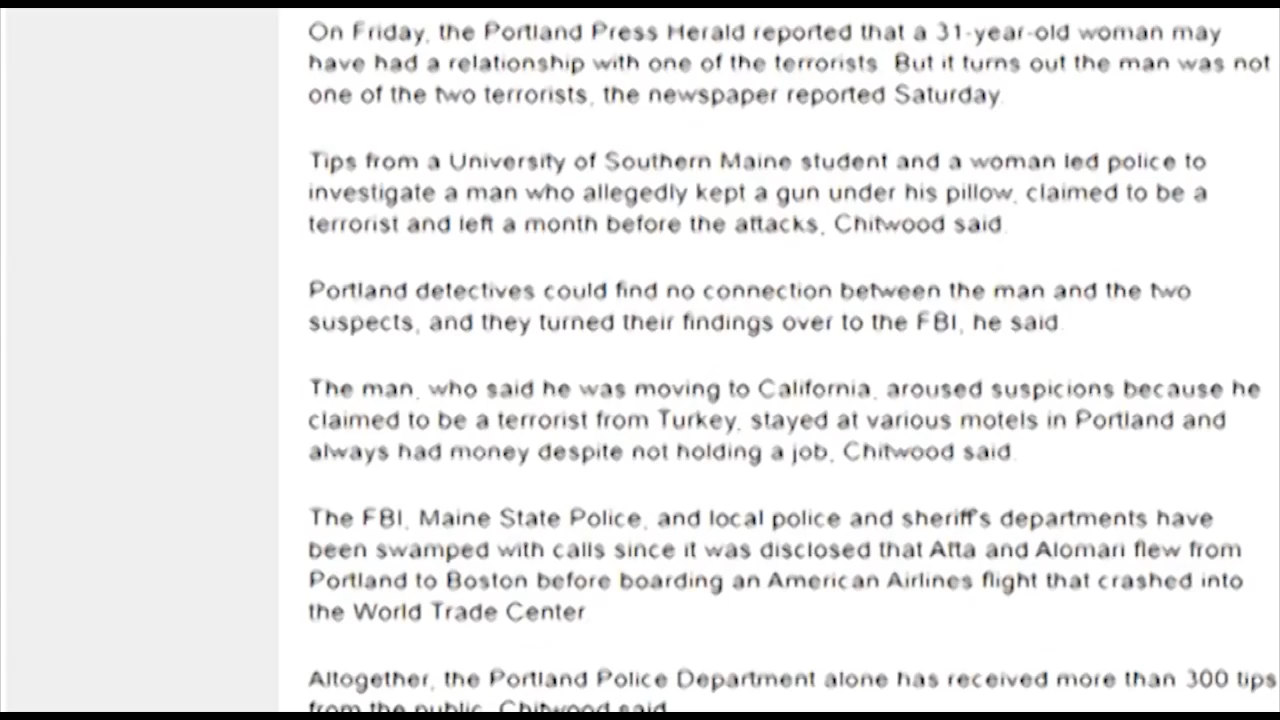 On Friday, the Portland Press Herald reported that a 31-year-old woman may
have had a relationship with one of the terrorists. But it turns out the man was not
one of the two terrorists, the newspaper reported Saturday.
Tips from a University of Southern Maine student and a woman led police to
investigate a man who allegedly kept a gun under his pillow, claimed to be a
terrorist and left a month before the attacks, Chitwood said.
Portland detectives could find no connection between the man and the two
suspects, and they turned their findings over to the FBI, he said.
The man, who said he was moving to California, aroused suspicions because he
claimed to be a terrorist from Turkey, stayed at various motels in Portland and
always had money despite not holding a job, Chitwood said.
The FBI, Maine State Police, and local police and sheriff's departments have
been swamped with calls since it was disclosed that Atta and Alomari flew from
Portland to Boston before boarding an American Airlines flight that crashed into
the World Trade Center.
Altogether, the Portland Police Department alone has received more than 300 tips
from the public, Chitwood said.